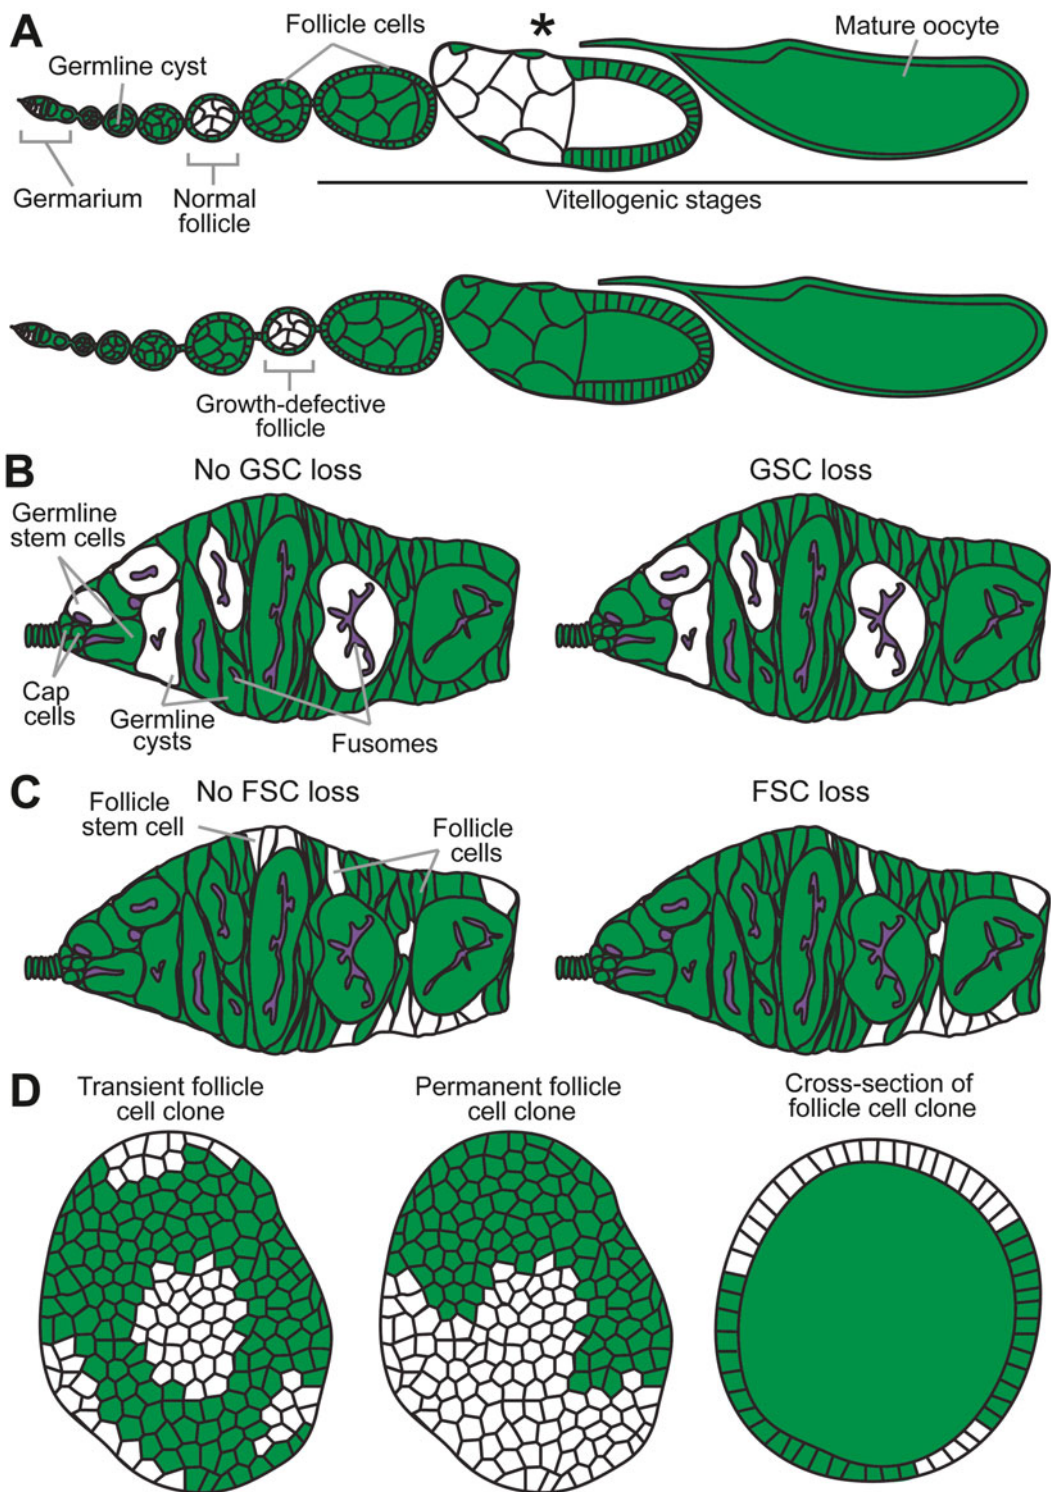 A
*
Follicle cells
Mature oocyte
Germline cyst
Germarium
Normal
follicle
Vitellogenic stages
Growth-defective
follicle
B
No GSC loss
GSC loss
Germline
stem cells
Cap
cells
Germline
cysts
Fusomes
C
No FSC loss
FSC loss
Follicle
stem cell
Follicle
cells
D
Transient follicle
cell clone
Permanent follicle
cell clone
Cross-section of
follicle cell clone